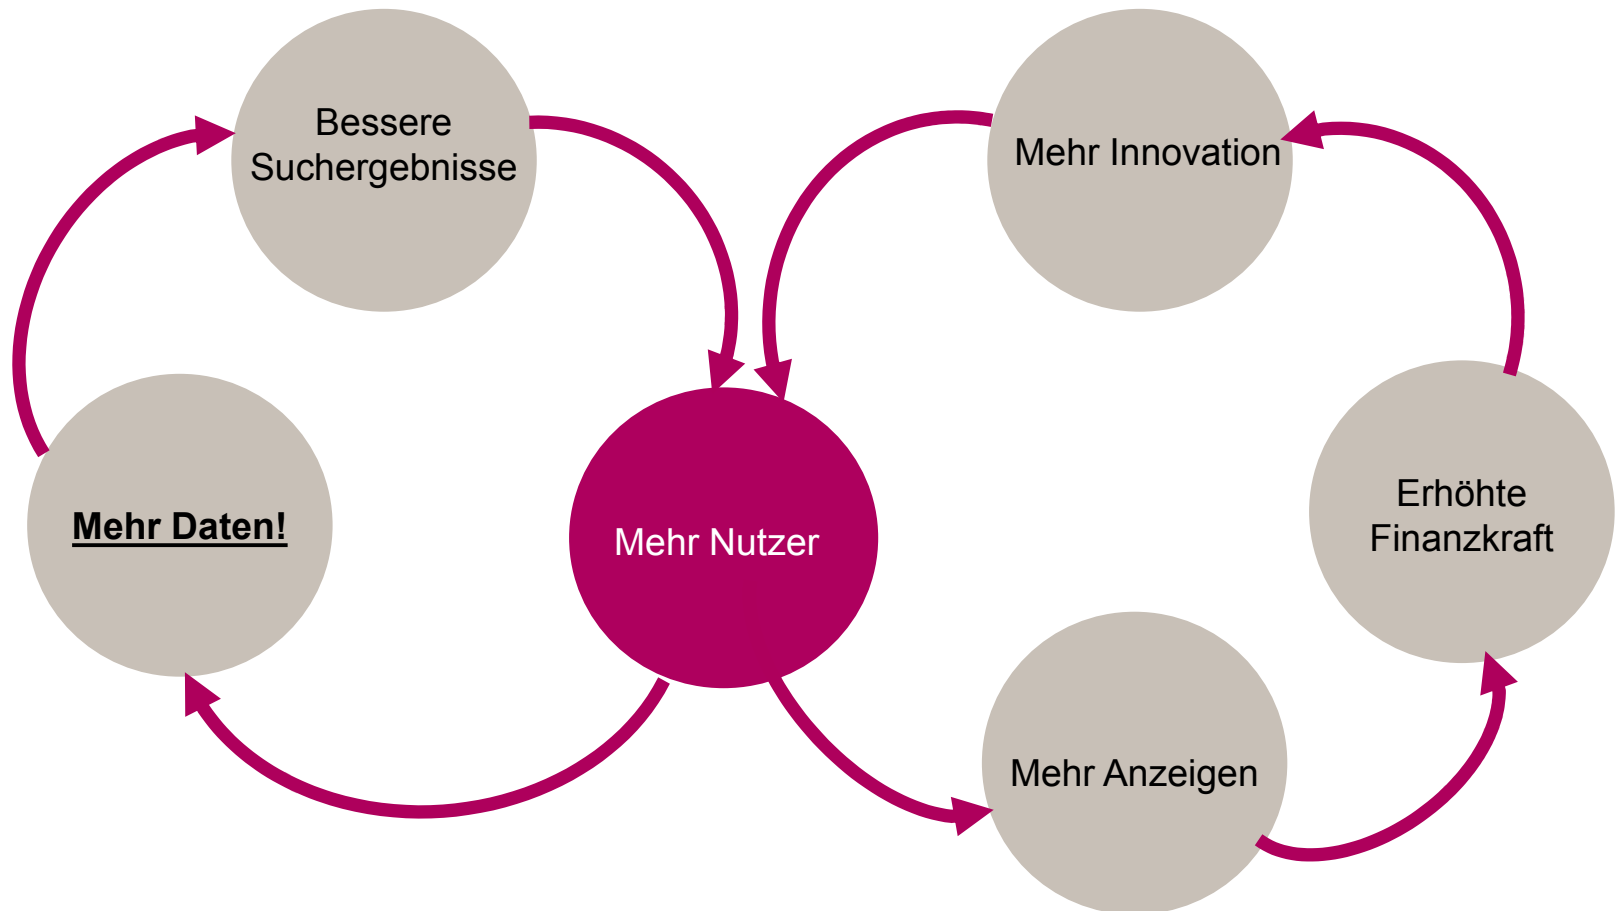 Bessere
Suchergebnisse
Mehr Innovation
Mehr Daten!
Mehr Nutzer
Erhöhte
Finanzkraft
Mehr Anzeigen